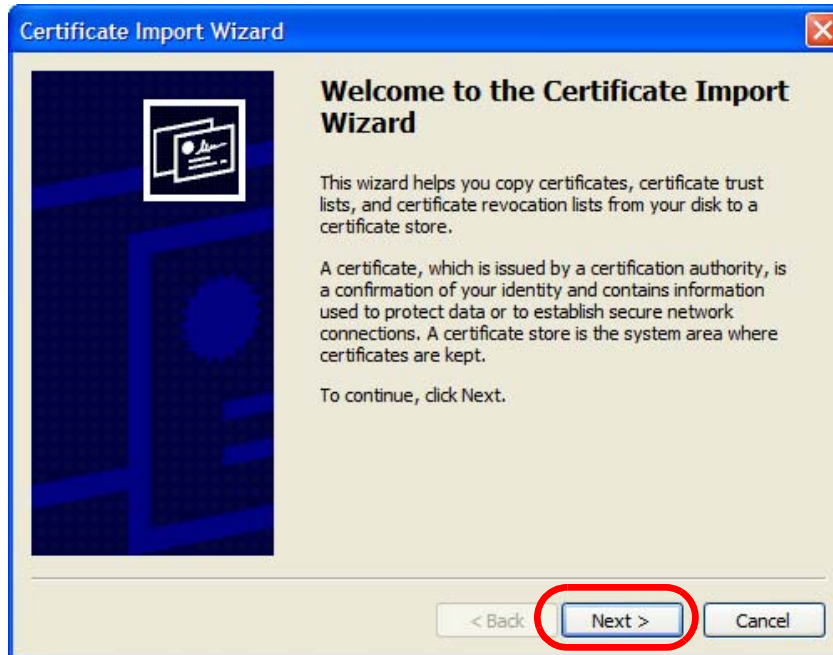 Certificate Import Wizard
Welcome to the Certificate Import
Wizard
This wizard helps you copy certificates, certificate trust
lists, and certificate revocation lists from your disk to a
certificate store.
A certificate, which is issued by a certification authority, is
a confirmation of your identity and contains information
used to protect data or to establish secure network
connections. A certificate store is the system area where
certificates are kept.
To continue, click Next.
< Back Next > Cancel